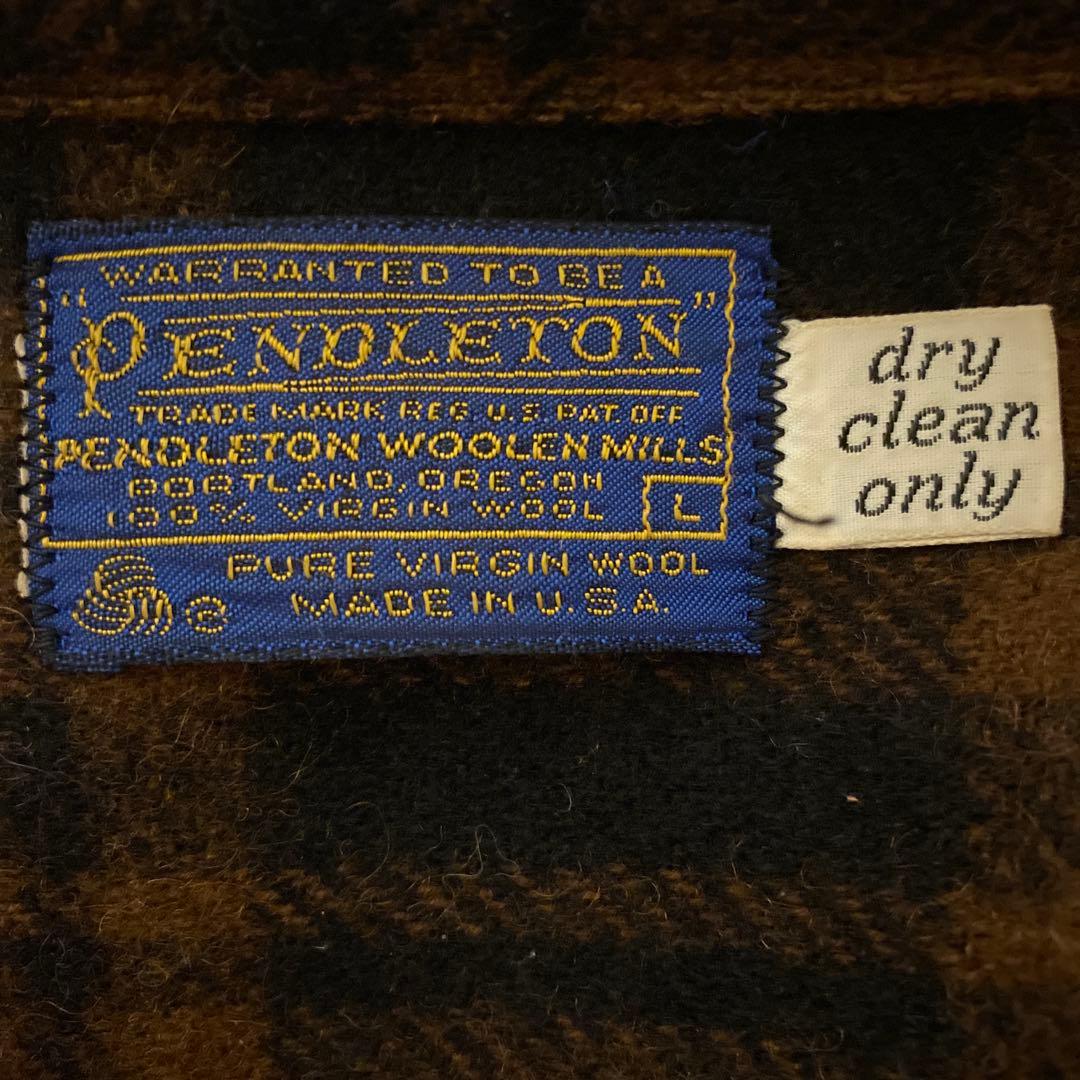 "WARRANTED TO BE A
PENDLETON"
TRADE MARK REG U.S PAT. OFF
PENDLETON WOOLEN MILLS
PORTLAND, OREGON
100% VIRGIN WOOL
L
PURE VIRGIN WOOL
MADE IN U.S.A.
dry
clean
only